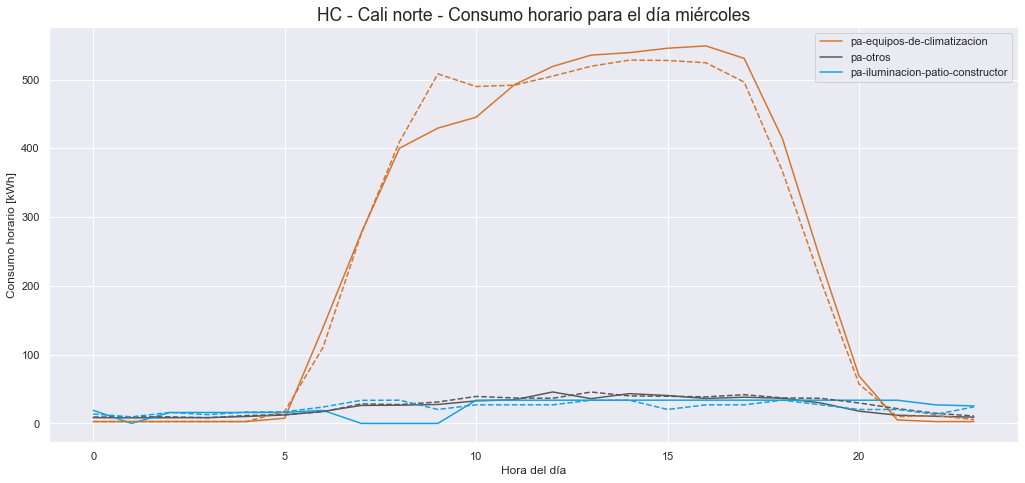 HC - Cali norte - Consumo horario para el día miércoles
pa-equipos-de-climatizacion
pa-otros
pa-iluminacion-patio-constructor
Consumo horario [kWh]
500
400
300
200
100
0
0 5 10 15 20
Hora del día